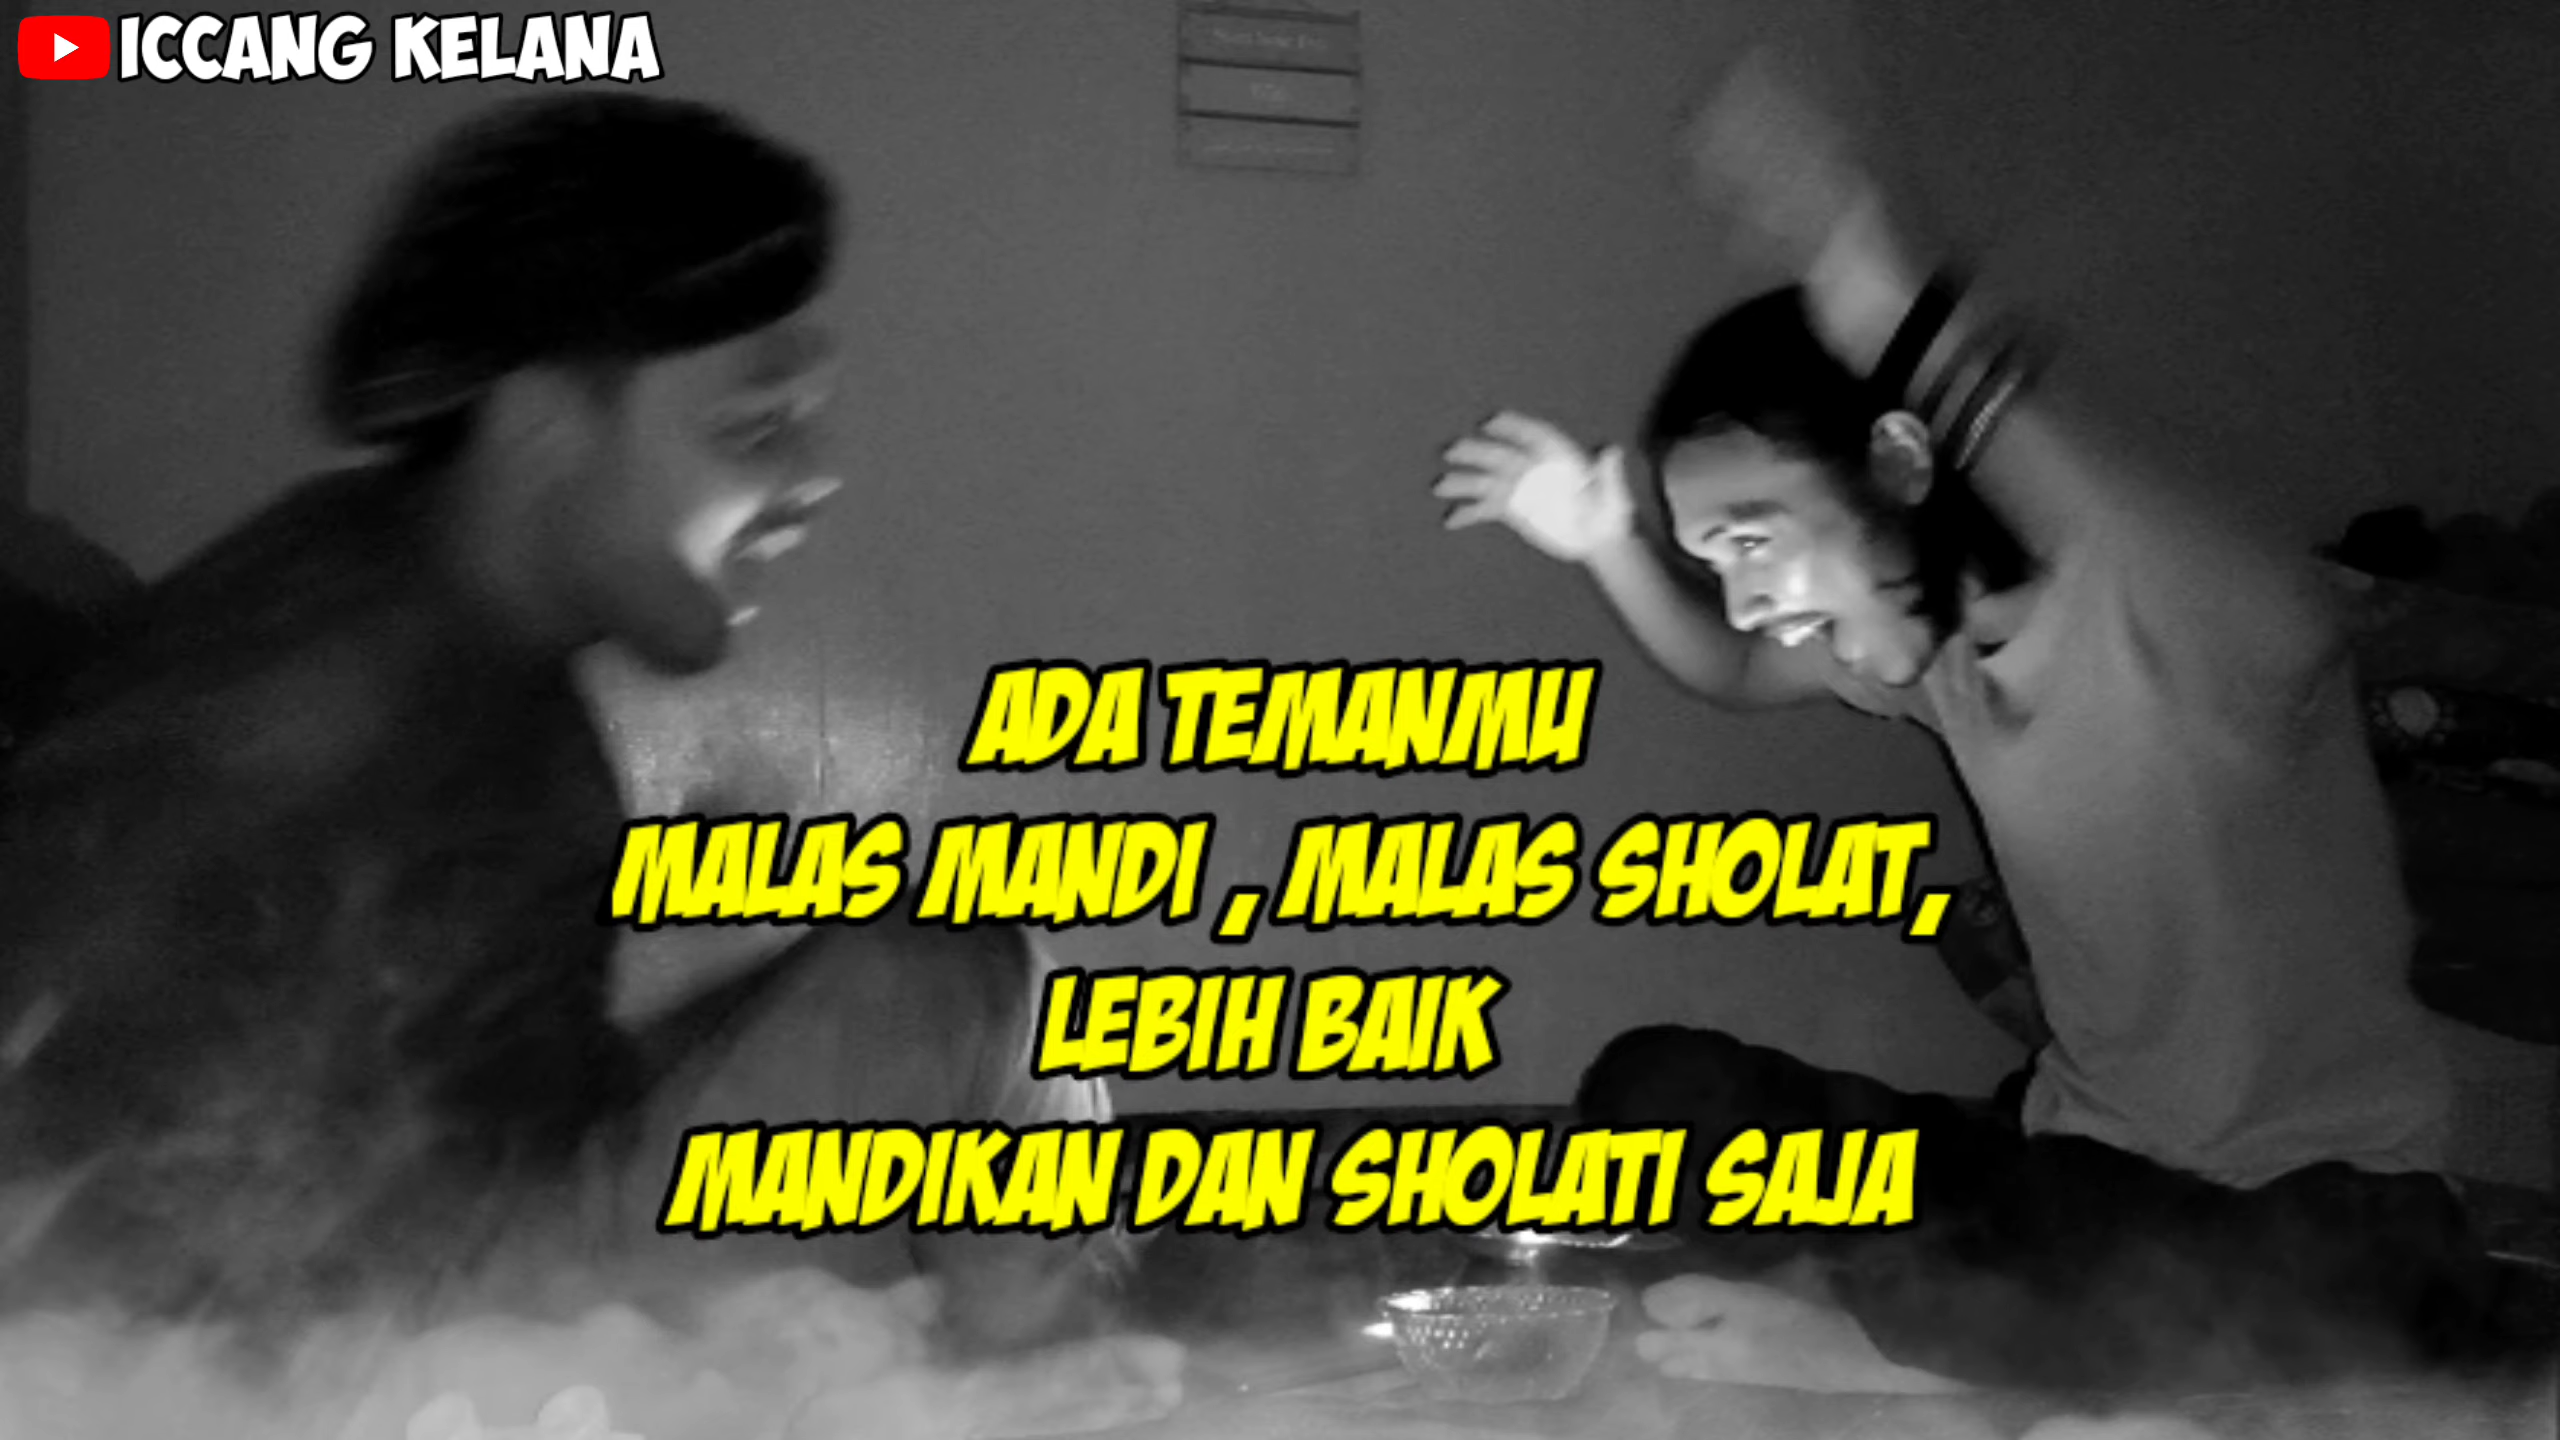 ICCANG KELANA
ADA TEMANMU
MALAS MANDI , MALAS SHOLAT,
LEBIH BAIK
MANDIKAN DAN SHOLATI SAJA